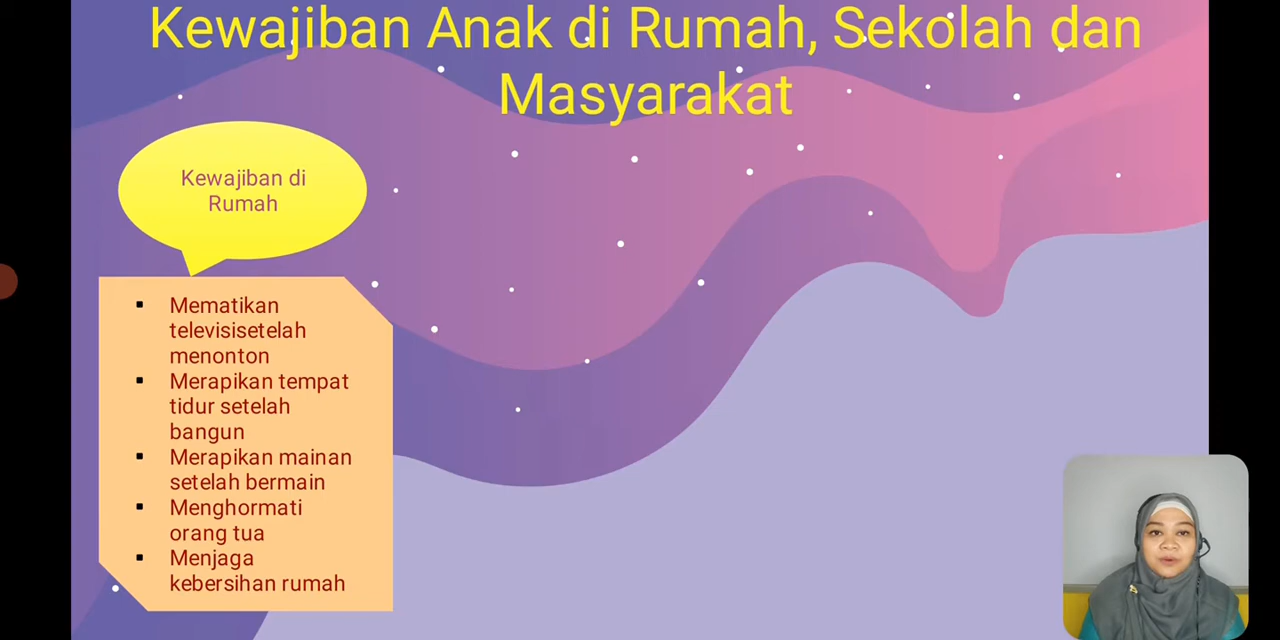 Kewajiban Anak di Rumah, Sekolah dan
Masyarakat
Kewajiban di
Rumah
▪ Mematikan
televisisetelah
menonton
▪ Merapikan tempat
tidur setelah
bangun
▪ Merapikan mainan
setelah bermain
▪ Menghormati
orang tua
▪ Menjaga
kebersihan rumah